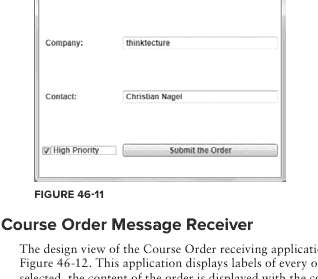 Company: thinktecture
Contact: Christian Nagel
High Priority Submit the Order
FIGURE 46-11
Course Order Message Receiver
The design view of the Course Order receiving
Figure 46-12. This application displays labels of every
selected, the content of the order is displayed with the